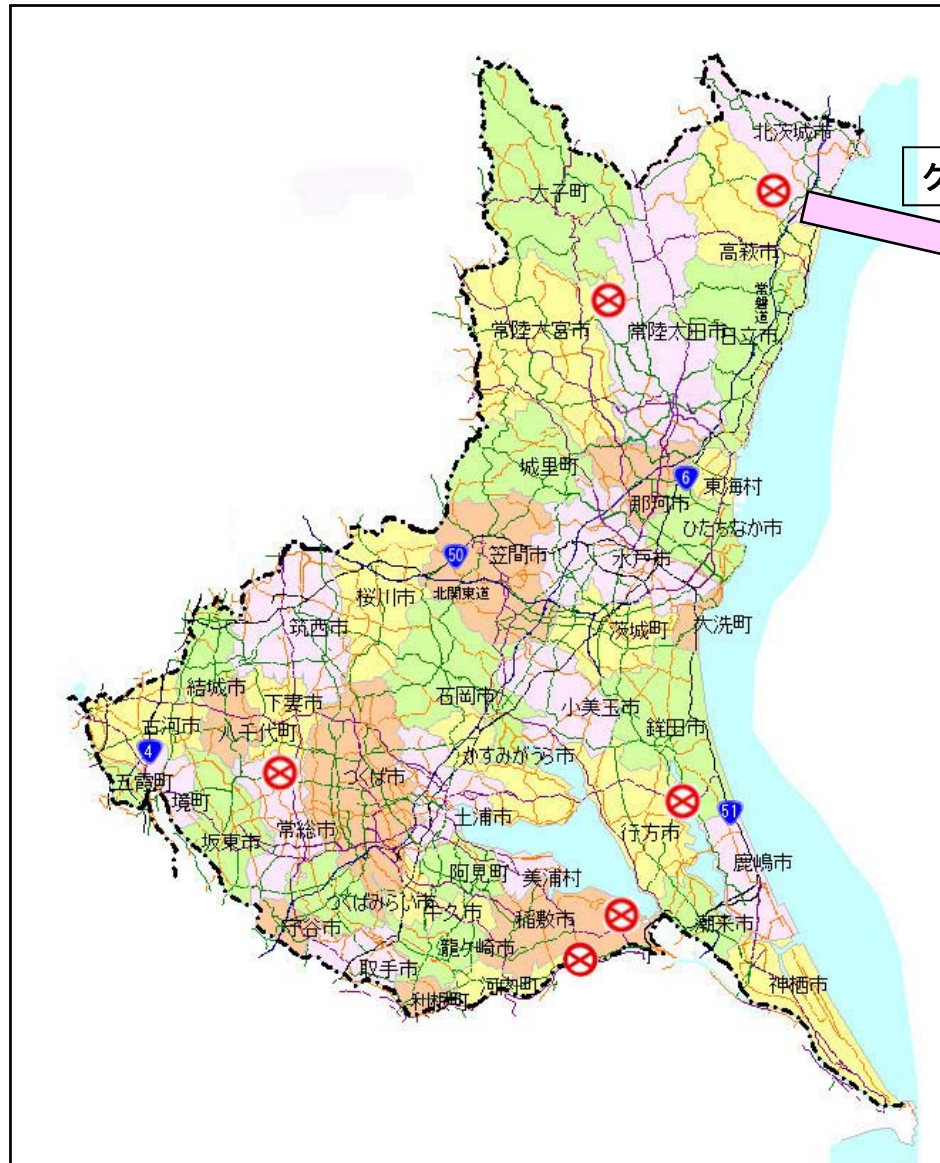 北茨城市
ク
大子町
高萩市
常磐道
常陸大宮市
常陸太田市
日立市
城里町
6
東海村
那珂市
ひたちなか市
50
笠間市
水戸市
北関東道
桜川市
筑西市
茨城町
大洗町
結城市
下妻市
石岡市
小美玉市
鉾田市
古河市
八千代町
かすみがうら市
4
つくば市
五霞町
境町
土浦市
51
坂東市
常総市
行方市
鹿嶋市
阿見町
美浦村
つくばみらい市
牛久市
稲敷市
潮来市
守谷市
龍ケ崎市
取手市
河内町
神栖市
利根町